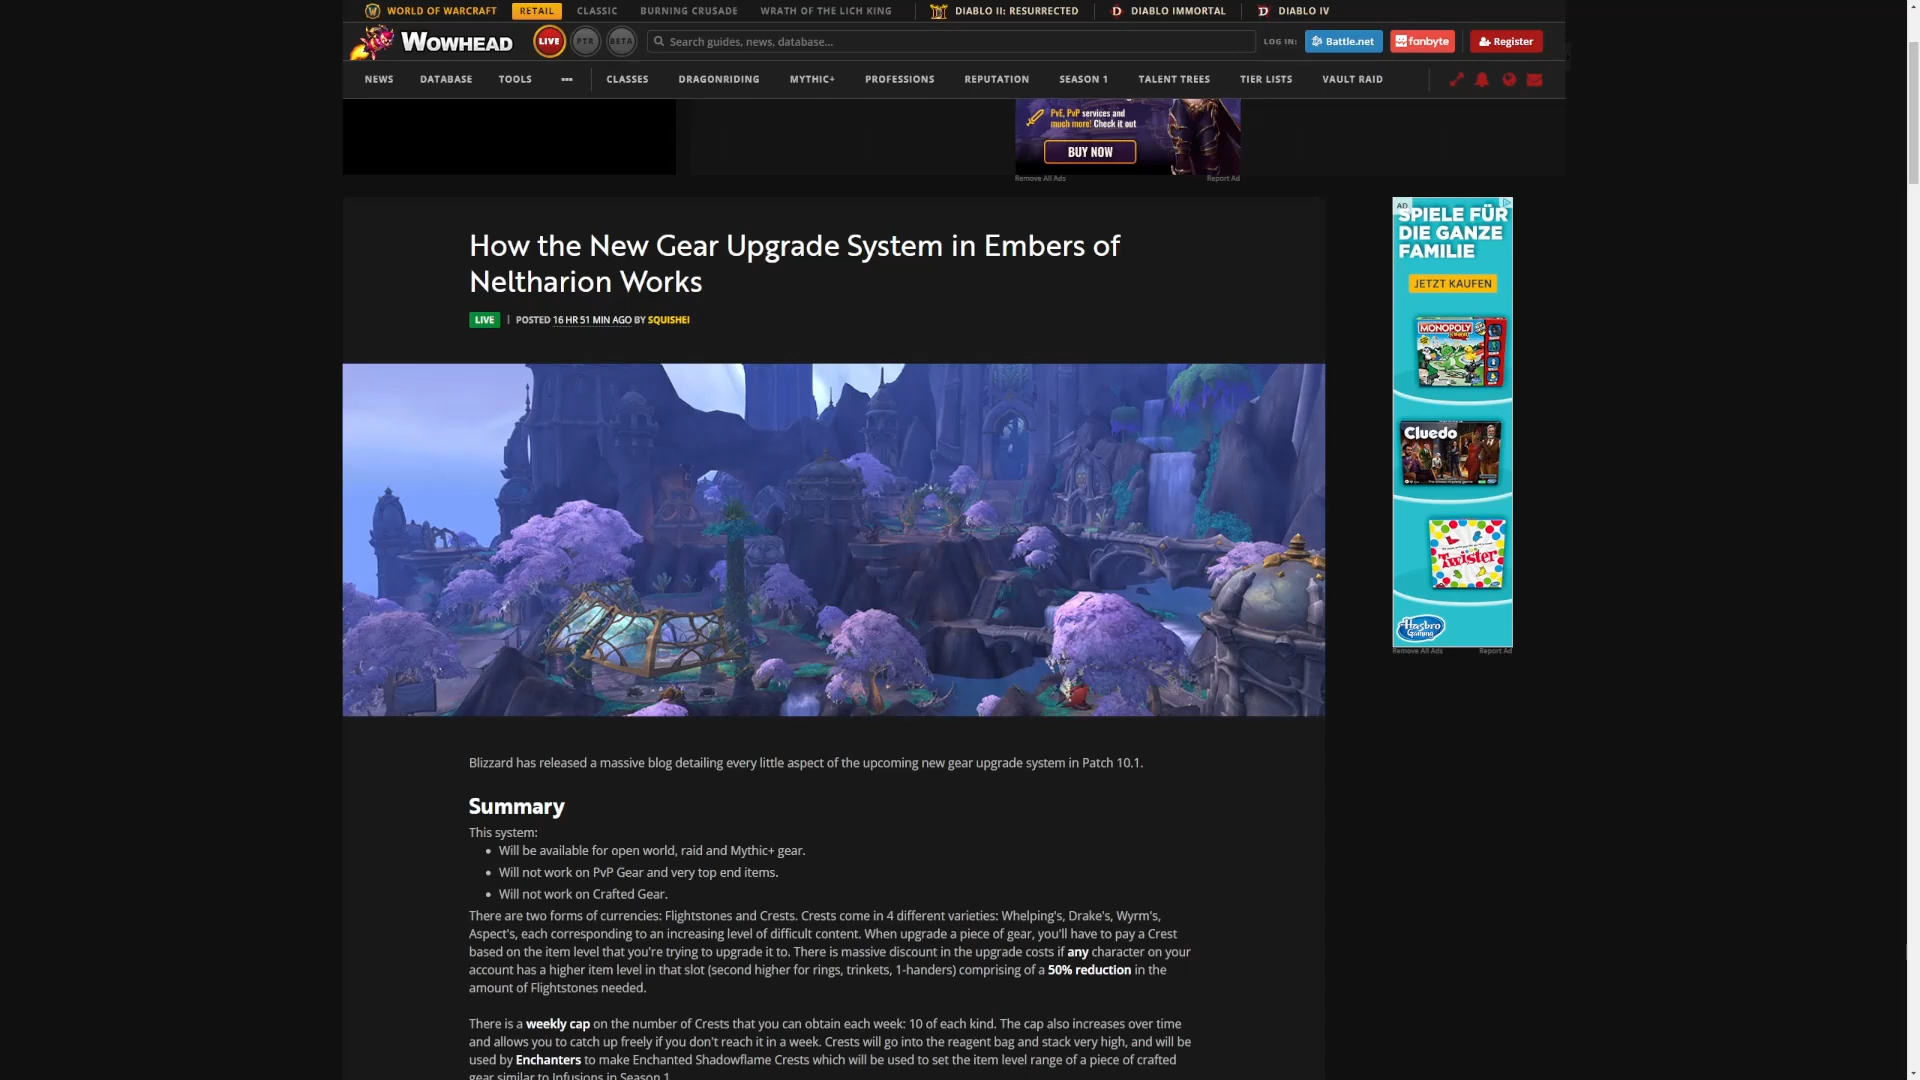 WORLD OF WARCRAFT RETAIL CLASSIC BURNING CRUSADE WRATH OF THE LICH KING DIABLO II: RESURRECTED DIABLO IMMORTAL DIABLO IV
WOWHEAD LIVE PTR BETA Search guides, news, database... LOG IN: Battle.net fanbyte Register
NEWS DATABASE TOOLS ••• CLASSES DRAGONRIDING MYTHIC+ PROFESSIONS REPUTATION SEASON 1 TALENT TREES TIER LISTS VAULT RAID
PvE, PvP services and
much more! Check it out
BUY NOW
Remove All Ads Report Ad
How the New Gear Upgrade System in Embers of
Neltharion Works
LIVE | POSTED 16 HR 51 MIN AGO BY SQUISHEI
AD
SPIELE FÜR
DIE GANZE
FAMILIE
JETZT KAUFEN
MONOPOLY
Cluedo
Twister
Hasbro
Gaming
Remove All Ads Report Ad
Blizzard has released a massive blog detailing every little aspect of the upcoming new gear upgrade system in Patch 10.1.
Summary
This system:
• Will be available for open world, raid and Mythic+ gear.
• Will not work on PvP Gear and very top end items.
• Will not work on Crafted Gear.
There are two forms of currencies: Flightstones and Crests. Crests come in 4 different varieties: Whelping's, Drake's, Wyrm's,
Aspect's, each corresponding to an increasing level of difficult content. When upgrade a piece of gear, you'll have to pay a Crest
based on the item level that you're trying to upgrade it to. There is massive discount in the upgrade costs if any character on your
account has a higher item level in that slot (second higher for rings, trinkets, 1-handers) comprising of a 50% reduction in the
amount of Flightstones needed.
There is a weekly cap on the number of Crests that you can obtain each week: 10 of each kind. The cap also increases over time
and allows you to catch up freely if you don't reach it in a week. Crests will go into the reagent bag and stack very high, and will be
used by Enchanters to make Enchanted Shadowflame Crests which will be used to set the item level range of a piece of crafted
gear similar to Infusions in Season 1.